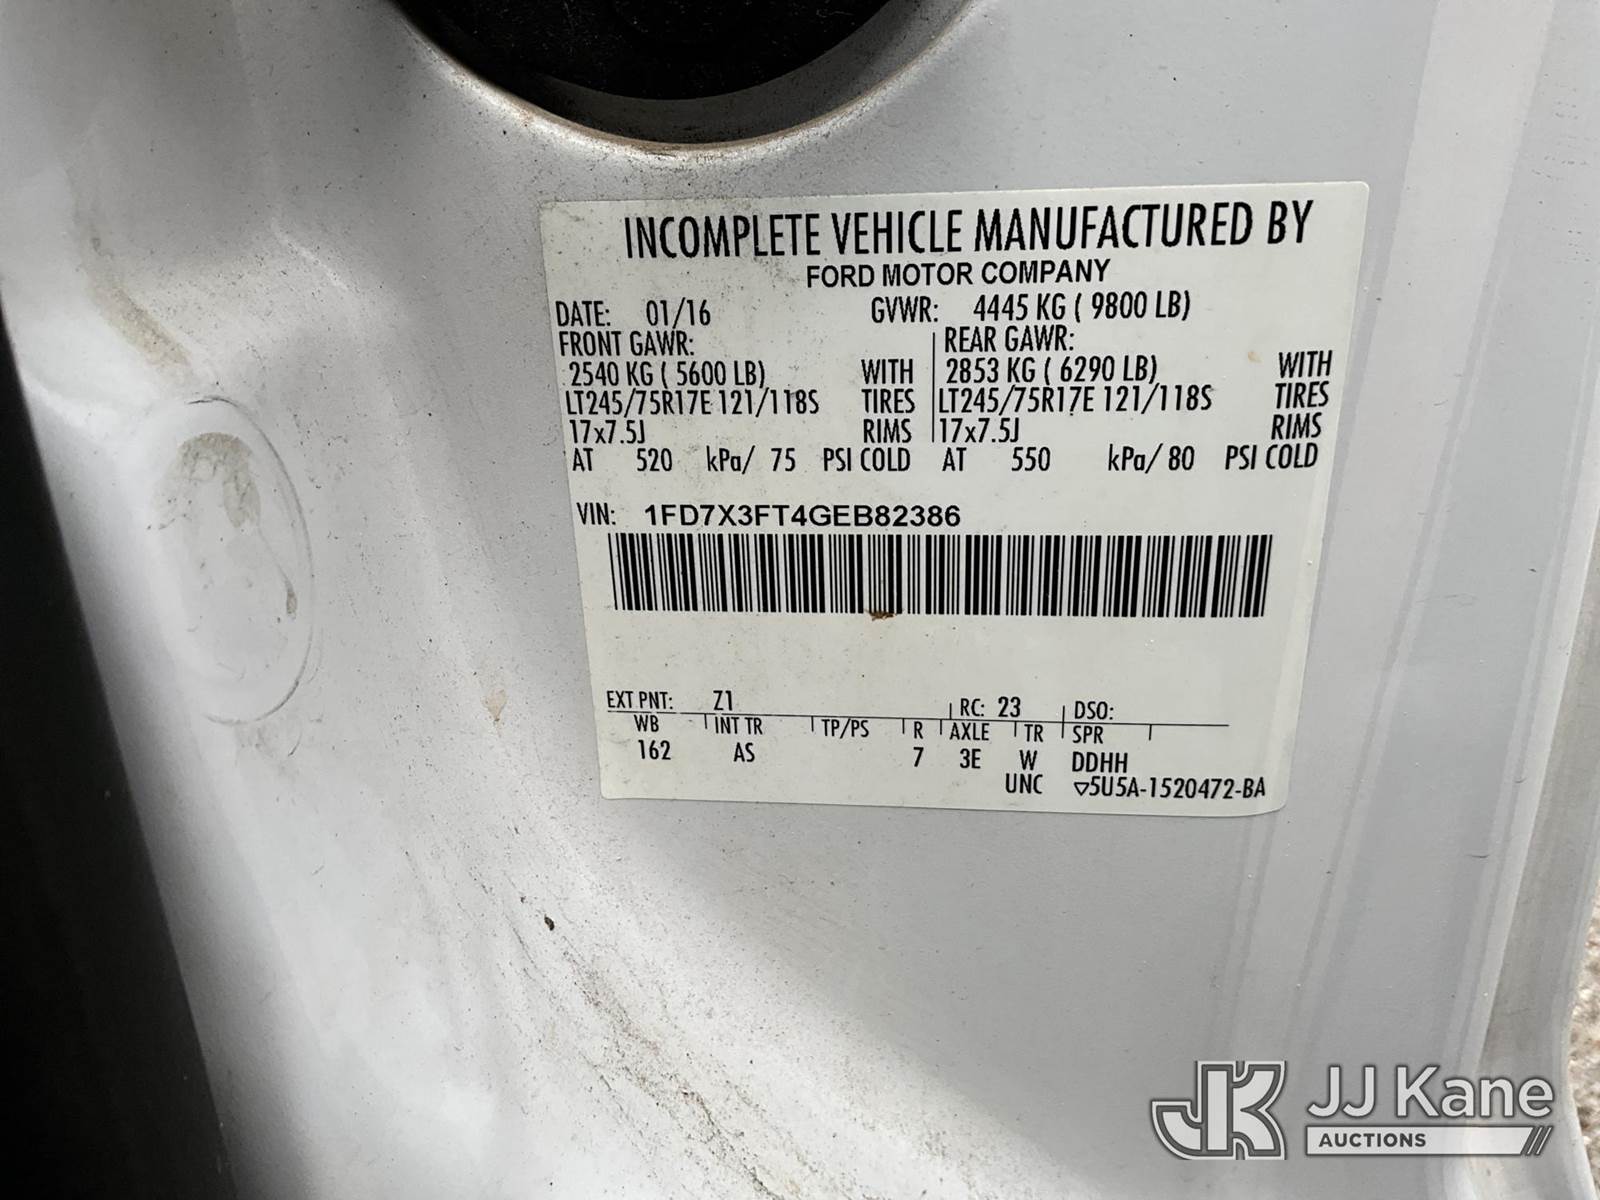 INCOMPLETE VEHICLE MANUFACTURED BY
FORD MOTOR COMPANY
DATE: 01/16 GVWR: 4445 KG ( 9800 LB)
FRONT GAWR: REAR GAWR:
2540 KG ( 5600 LB) WITH 2853 KG ( 6290 LB) WITH
LT245/75R17E 121/118S TIRES LT245/75R17E 121/118S TIRES
17x7.5J RIMS 17x7.5J RIMS
AT 520 kPa/ 75 PSI COLD AT 550 kPa/ 80 PSI COLD
VIN: 1FD7X3FT4GEB82386
EXT PNT: Z1 RC: 23 DSO:
WB INT TR TP/PS R AXLE TR SPR
162 AS 7 3E W DDHH
UNC ▽5U5A-1520472-BA
JK JJ Kane
AUCTIONS